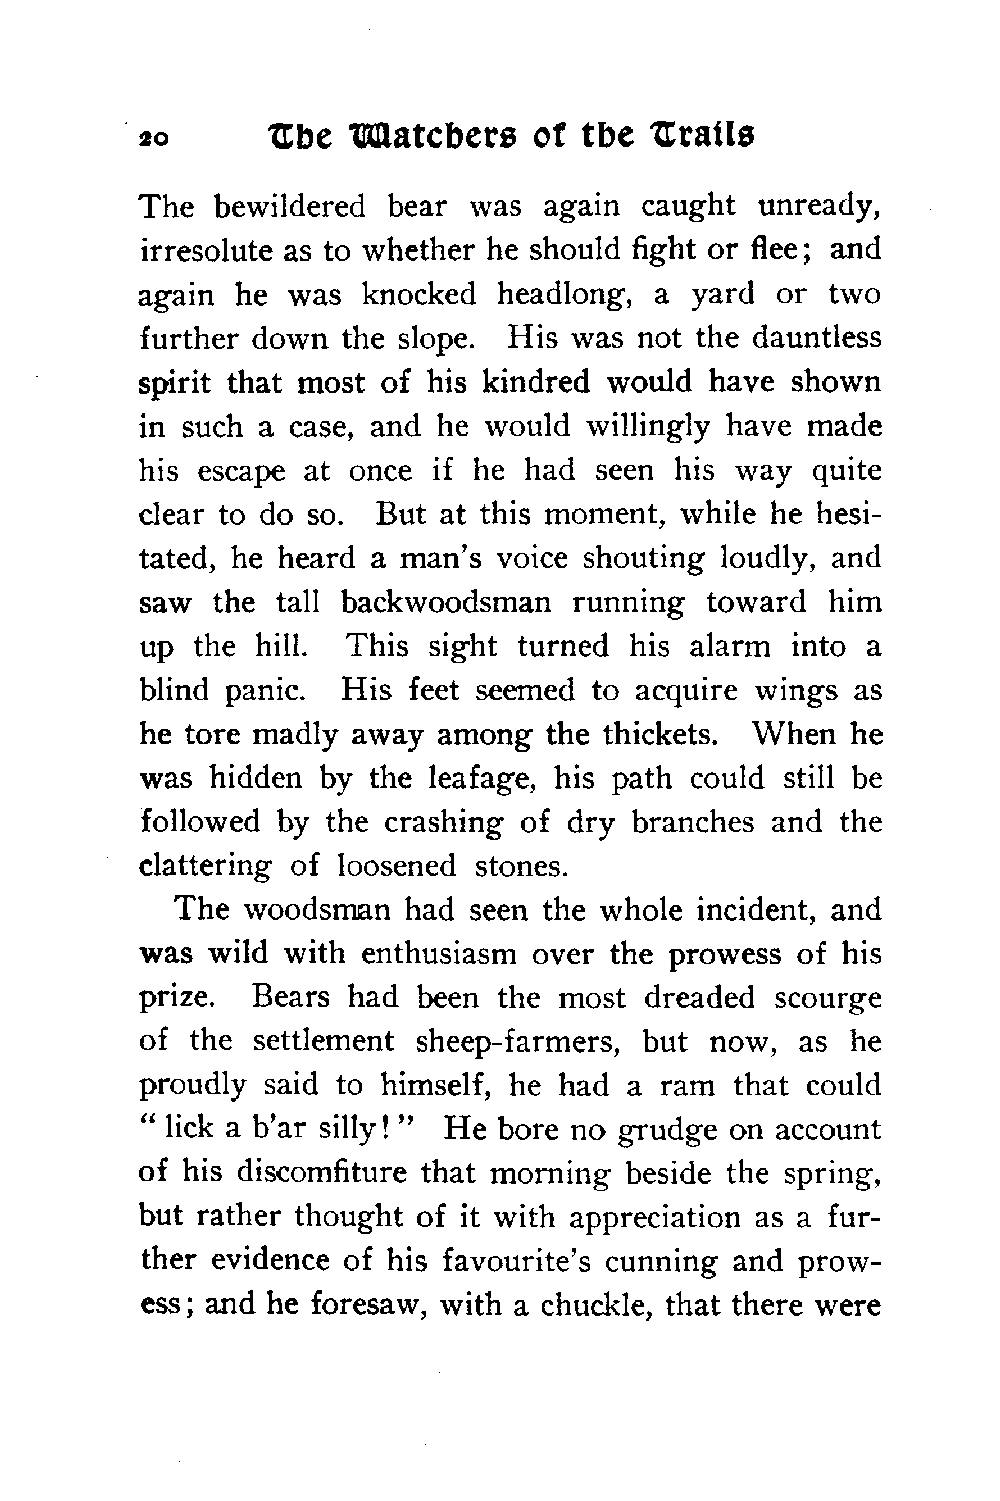 20 The Watchers of the Trails
The bewildered bear was again caught unready,
irresolute as to whether he should fight or flee; and
again he was knocked headlong, a yard or two
further down the slope. His was not the dauntless
spirit that most of his kindred would have shown
in such a case, and he would willingly have made
his escape at once if he had seen his way quite
clear to do so. But at this moment, while he hesi-
tated, he heard a man's voice shouting loudly, and
saw the tall backwoodsman running toward him
up the hill. This sight turned his alarm into a
blind panic. His feet seemed to acquire wings as
he tore madly away among the thickets. When he
was hidden by the leafage, his path could still be
followed by the crashing of dry branches and the
clattering of loosened stones.
The woodsman had seen the whole incident, and
was wild with enthusiasm over the prowess of his
prize. Bears had been the most dreaded scourge
of the settlement sheep-farmers, but now, as he
proudly said to himself, he had a ram that could
“ lick a b'ar silly! ” He bore no grudge on account
of his discomfiture that morning beside the spring,
but rather thought of it with appreciation as a fur-
ther evidence of his favourite's cunning and prow-
ess; and he foresaw, with a chuckle, that there were